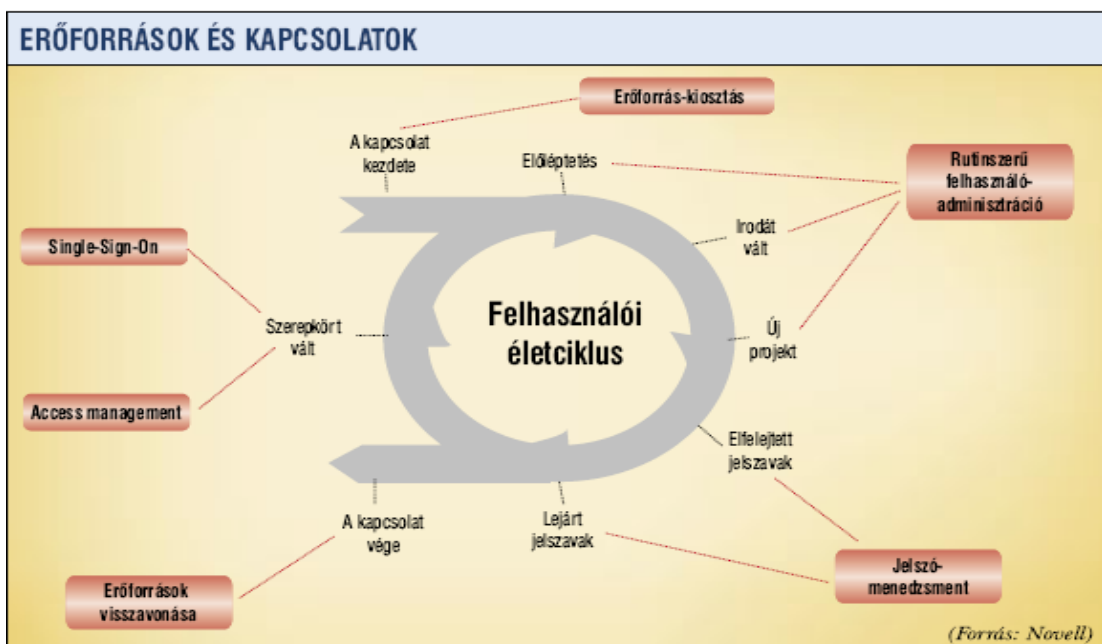 ERŐFORRÁSOK ÉS KAPCSOLATOK
Erőforrás-kiosztás
A kapcsolat
kezdete
Előléptetés
Rutinszerű
felhasználó-
adminisztráció
Irodát
vált
Single-Sign-On
Szerepkört
vált
Felhasználói
életciklus
Új
projekt
Access management
Elfelejtett
jelszavak
A kapcsolat
vége
Lejárt
jelszavak
Erőforrások
visszavonása
Jelszó-
menedzsment
(Forrás: Novell)